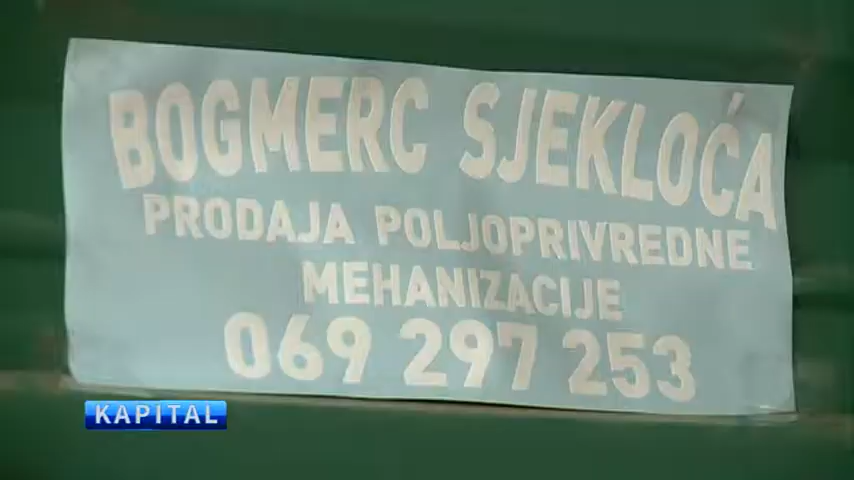 BOGMERC SJEKLOĆA
PRODAJA POLJOPRIVREDNE
MEHANIZACIJE
069 297 253
KAPITAL